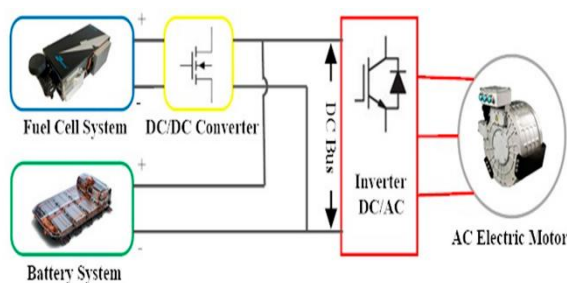 +
-
Fuel Cell System
DC/DC Converter
+
-
Battery System
DC Bus
Inverter
DC/AC
AC Electric Motor